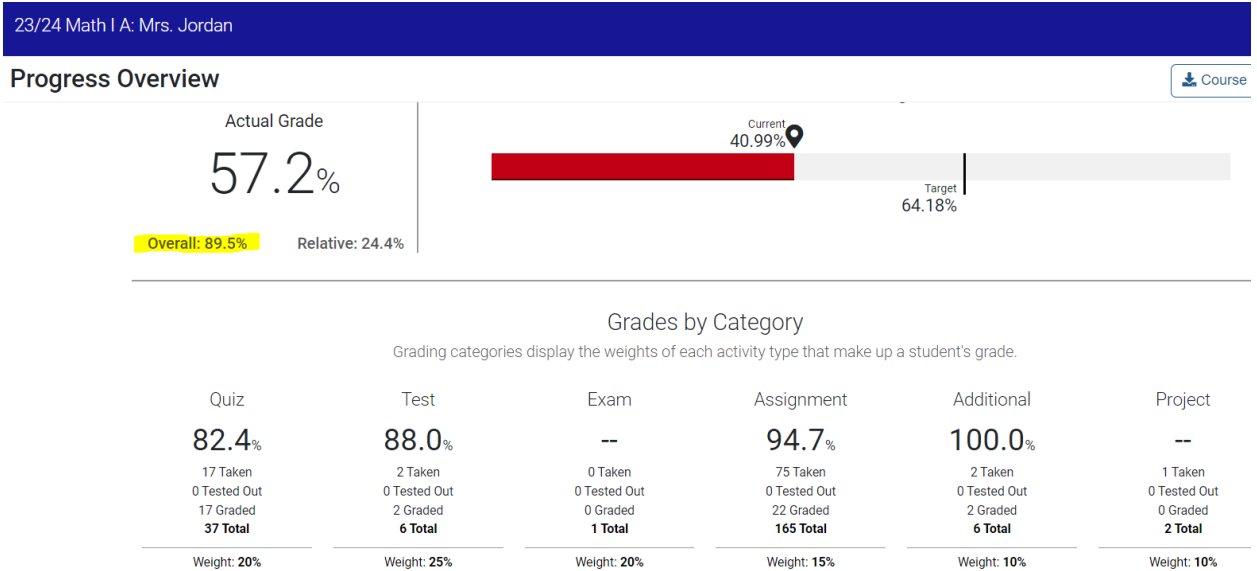 23/24 Math I A: Mrs. Jordan
Progress Overview
Course
Actual Grade
57.2%
Overall: 89.5%
Relative: 24.4%
Current
40.99%
Target
64.18%
Grades by Category
Grading categories display the weights of each activity type that make up a student's grade.
Quiz
82.4%
17 Taken
0 Tested Out
17 Graded
37 Total
Weight: 20%
Test
88.0%
2 Taken
0 Tested Out
2 Graded
6 Total
Weight: 25%
Exam
--
0 Taken
0 Tested Out
0 Graded
1 Total
Weight: 20%
Assignment
94.7%
75 Taken
0 Tested Out
22 Graded
165 Total
Weight: 15%
Additional
100.0%
2 Taken
0 Tested Out
2 Graded
6 Total
Weight: 10%
Project
--
1 Taken
0 Tested Out
0 Graded
2 Total
Weight: 10%